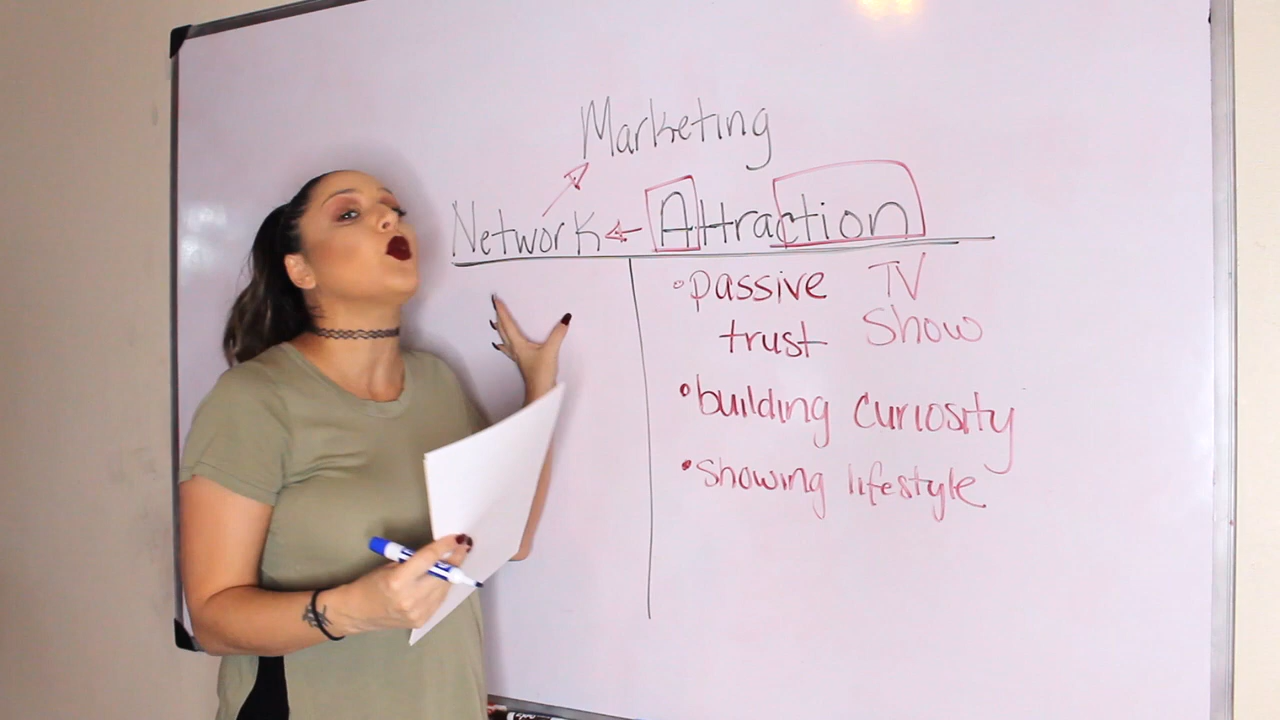 Marketing
Network Attraction
passive TV
trust Show
building curiosity
showing lifestyle